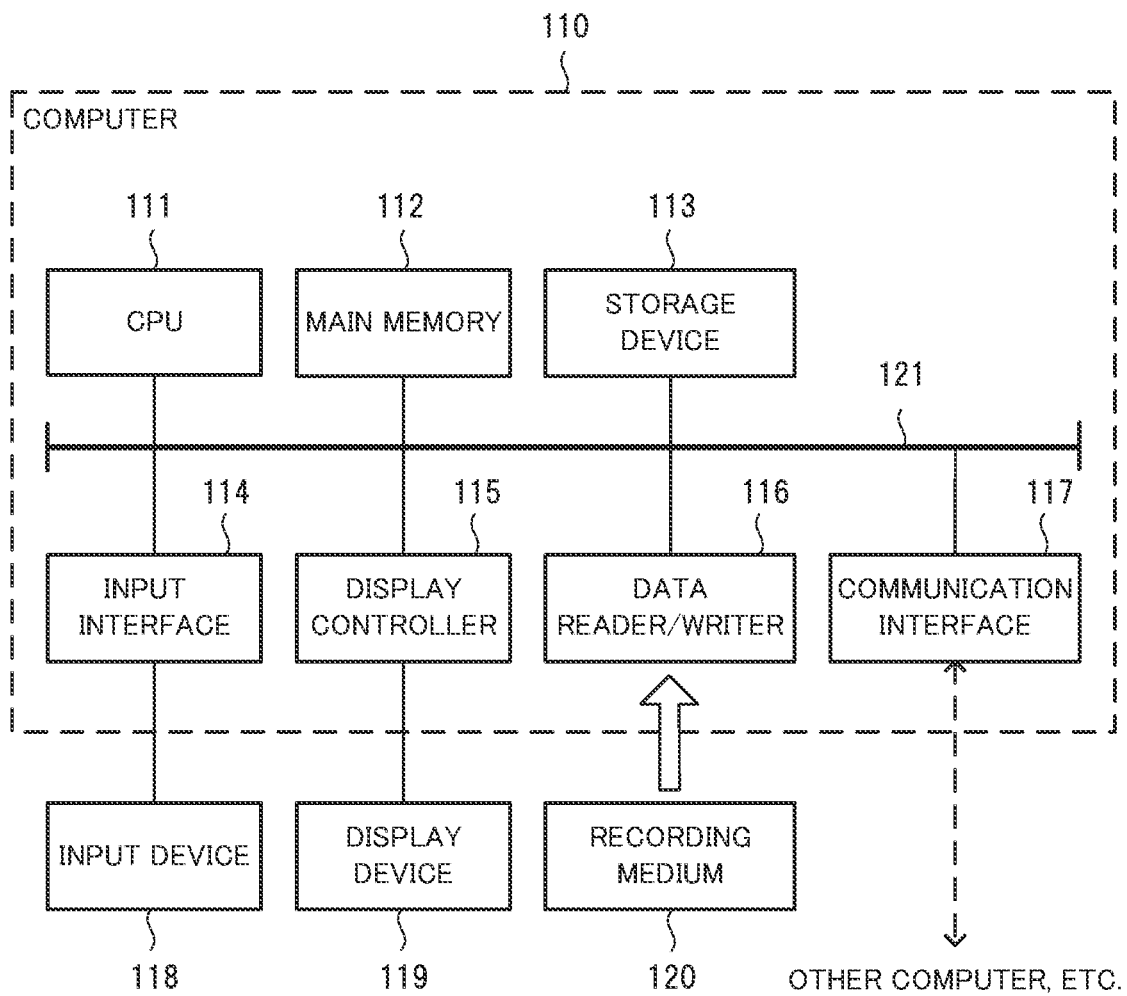 110
COMPUTER
111
112
113
CPU
MAIN MEMORY
STORAGE
DEVICE
121
114
115
116
117
INPUT
INTERFACE
DISPLAY
CONTROLLER
DATA
READER/WRITER
COMMUNICATION
INTERFACE
INPUT DEVICE
DISPLAY
DEVICE
RECORDING
MEDIUM
118
119
120
OTHER COMPUTER, ETC.